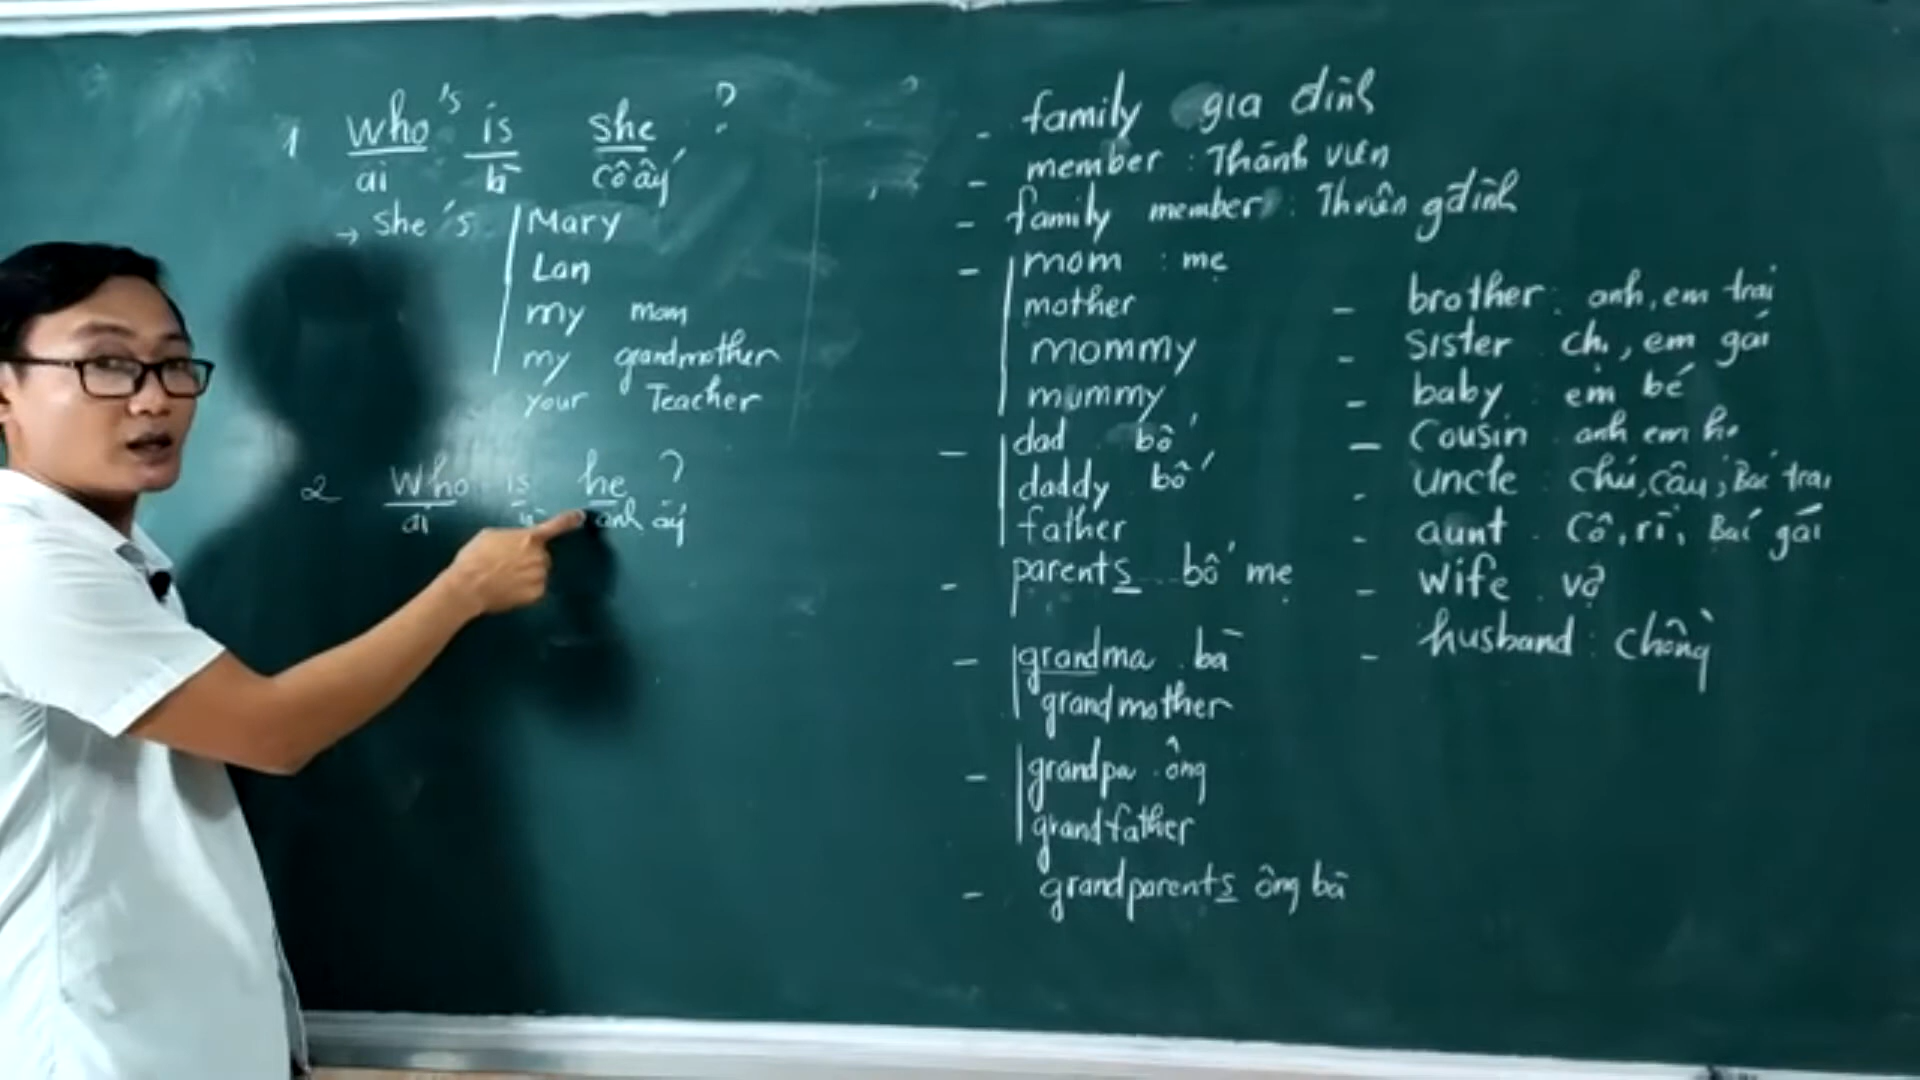 1 Who's is she ?
ai là cô ấy
→ She's Mary
Lan
my mom
my grandmother
your Teacher
2 Who is he ?
ai là anh ấy
- family gia đình
- member : Thành viên
- family member : Thviên gđình
- mom : mẹ
mother
mommy
mummy
- dad bố
daddy bố
father
- parents bố mẹ
- grandma bà
grandmother
- grandpa ông
grandfather
- grandparents ông bà
- brother : anh, em trai
- sister chị, em gái
- baby em bé
- Cousin anh em họ
- uncle : chú, cậu, Bác trai
- aunt Cô, rì, Bác gái
- wife vợ
- husband : chồng